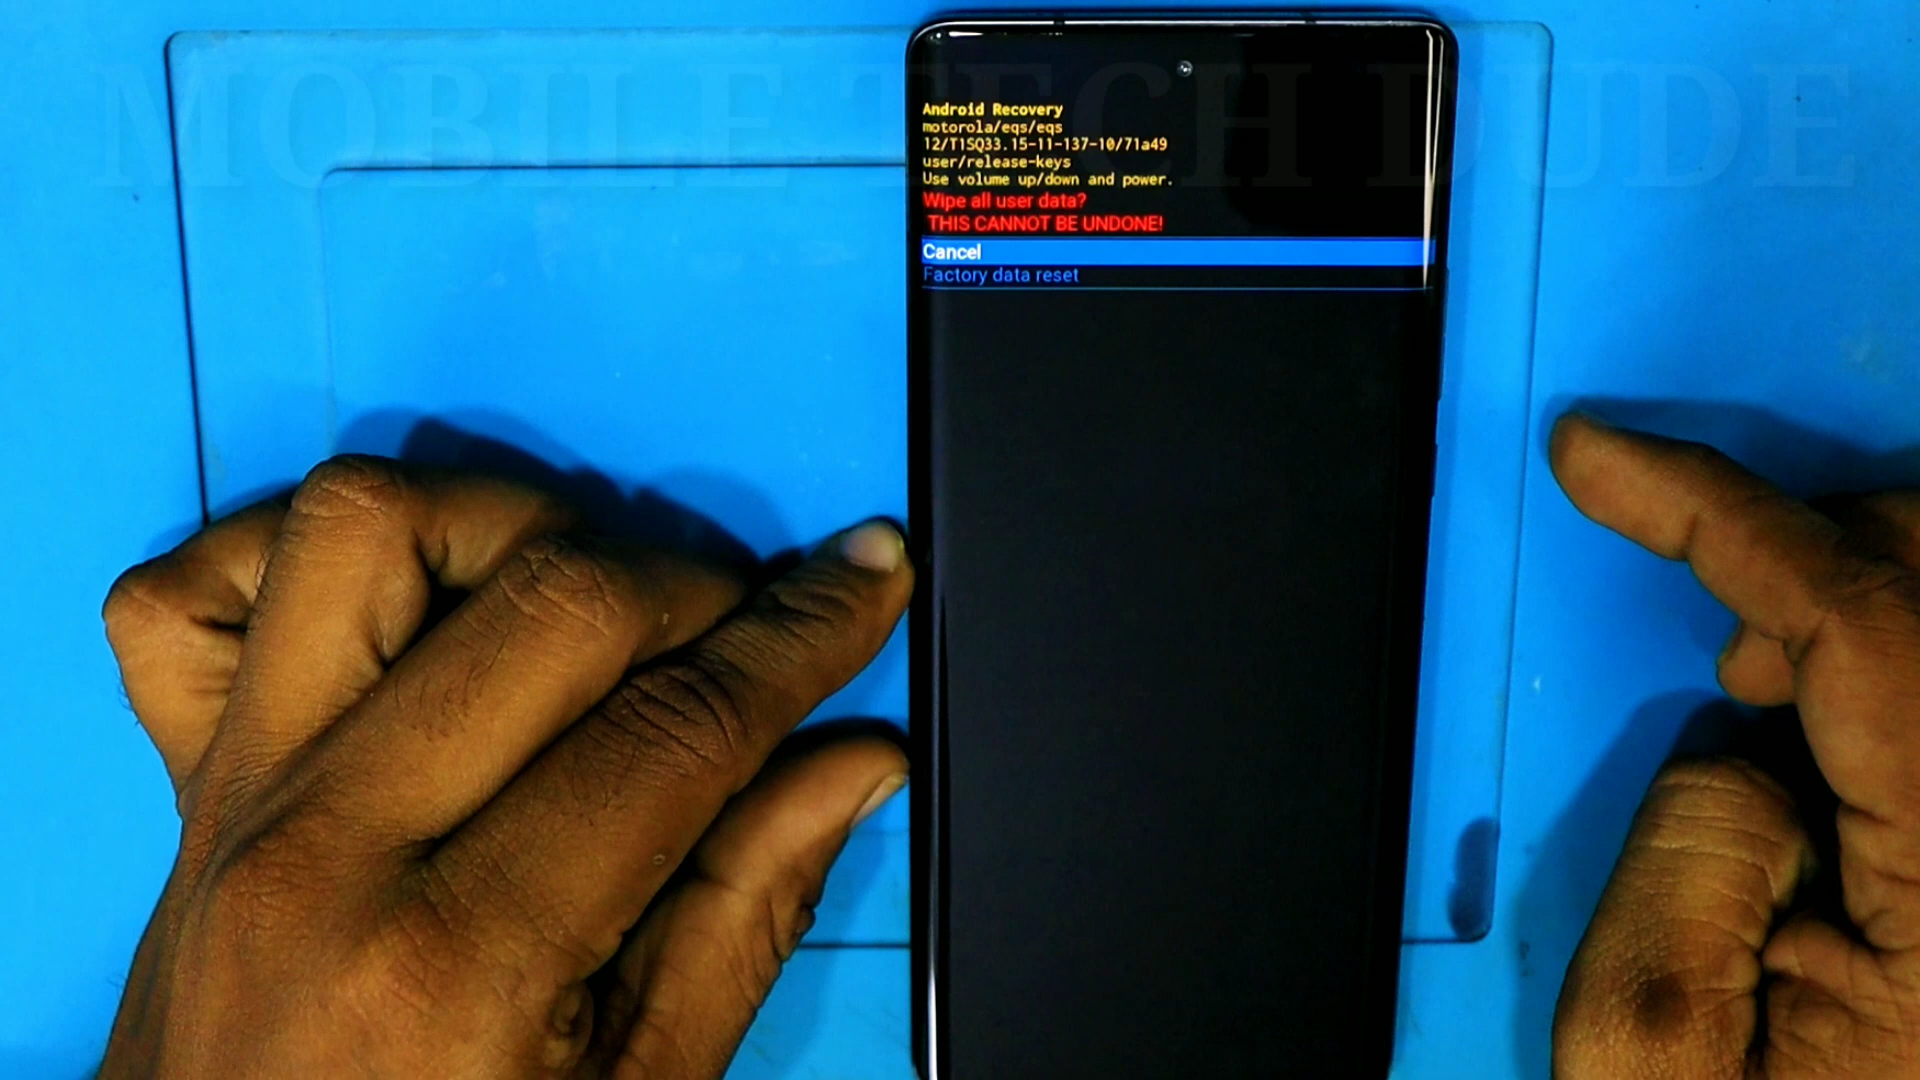 MOBILE TECH DUDE
Android Recovery
motorola/eqs/eqs
12/T1SQ33.15-11-137-10/71a49
user/release-keys
Use volume up/down and power.
Wipe all user data?
THIS CANNOT BE UNDONE!
Cancel
Factory data reset